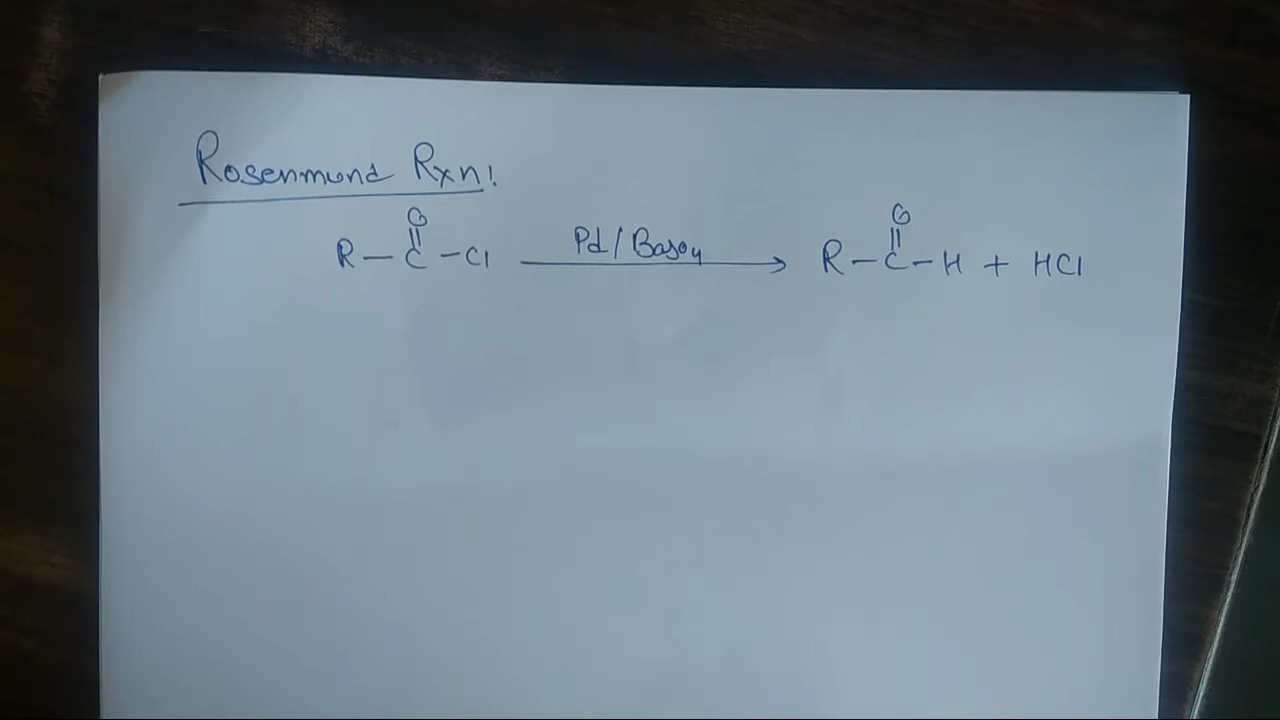 Rosenmund Rxn!
O O
|| ||
R - C - Cl Pd/BaSO4 → R - C - H + HCl